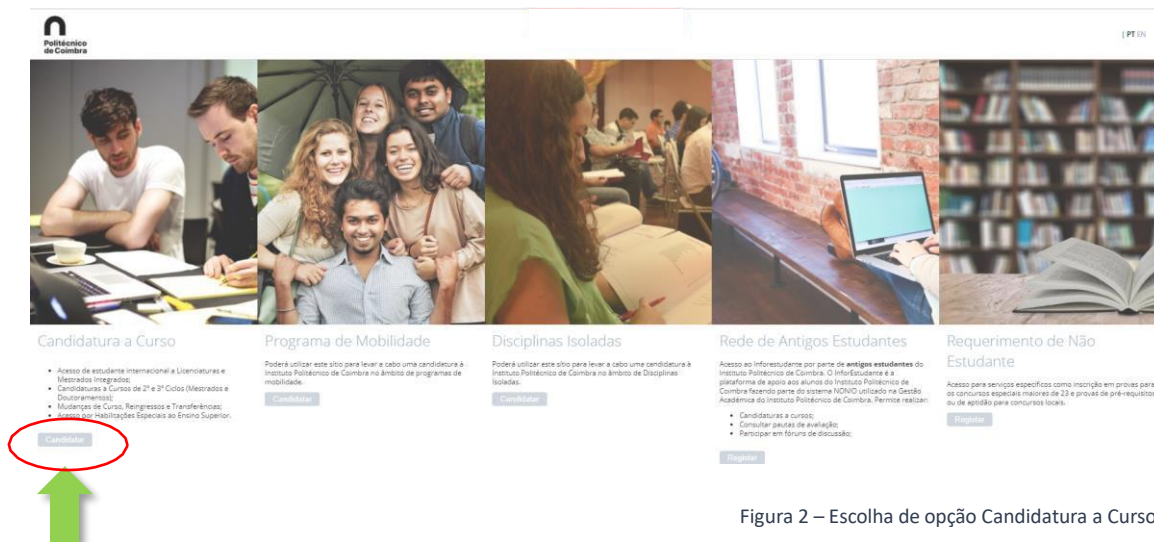 Politécnico
de Coimbra
| PT EN
Candidatura a Curso
• Acesso de estudante internacional a Licenciaturas e
Mestrados Integrados;
• Candidaturas a Cursos de 2º e 3º Ciclos (Mestrados e
Doutoramentos);
• Mudanças de Curso, Reingressos e Transferências;
• Acesso por Habilitações Especiais ao Ensino Superior.
Candidatar
Programa de Mobilidade
Poderá utilizar este sítio para levar a cabo uma candidetura à
Instituto Politécnico de Coimbra no âmbito de programas de
mobilidade.
Candidatar
Disciplinas Isoladas
Poderá utilizar este sítio para levar a cabo uma candidetura à
Instituto Politécnico de Coimbra no âmbito de Disciplinas
Isoladas.
Candidatar
Rede de Antigos Estudantes
Acesso ao Inforestudante por parte de antigos estudantes do
Instituto Politécnico de Coimbra. O InforEstudante é a
plataforma de apoio aos alunos do Instituto Politécnico de
Coimbra fazendo parte do sistema NONIO utilizado na Gestão
Académica do Instituto Politécnico de Coimbra. Permite realizar:
• Candidaturas a cursos;
• Consultar pautas de avaliação;
• Participar em fóruns de discussão;
Registar
Requerimento de Não
Estudante
Acesso para serviços específicos como inscrição em provas para
os concursos especiais maiores de 23 e provas de pré-requisitos
ou de aptidão para concursos locais.
Registar
Figura 2 – Escolha de opção Candidatura a Curso